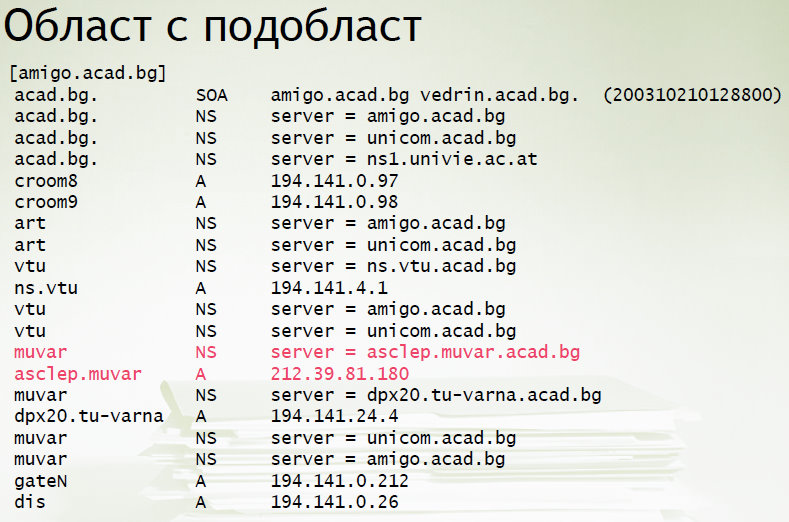 Област с подобласт
[amigo.acad.bg]
acad.bg. SOA amigo.acad.bg vedrin.acad.bg. (200310210128800)
acad.bg. NS server = amigo.acad.bg
acad.bg. NS server = unicom.acad.bg
acad.bg. NS server = ns1.univie.ac.at
croom8 A 194.141.0.97
croom9 A 194.141.0.98
art NS server = amigo.acad.bg
art NS server = unicom.acad.bg
vtu NS server = ns.vtu.acad.bg
ns.vtu A 194.141.4.1
vtu NS server = amigo.acad.bg
vtu NS server = unicom.acad.bg
muvar NS server = asclep.muvar.acad.bg
asclep.muvar A 212.39.81.180
muvar NS server = dpx20.tu-varna.acad.bg
dpx20.tu-varna A 194.141.24.4
muvar NS server = unicom.acad.bg
muvar NS server = amigo.acad.bg
gateN A 194.141.0.212
dis A 194.141.0.26